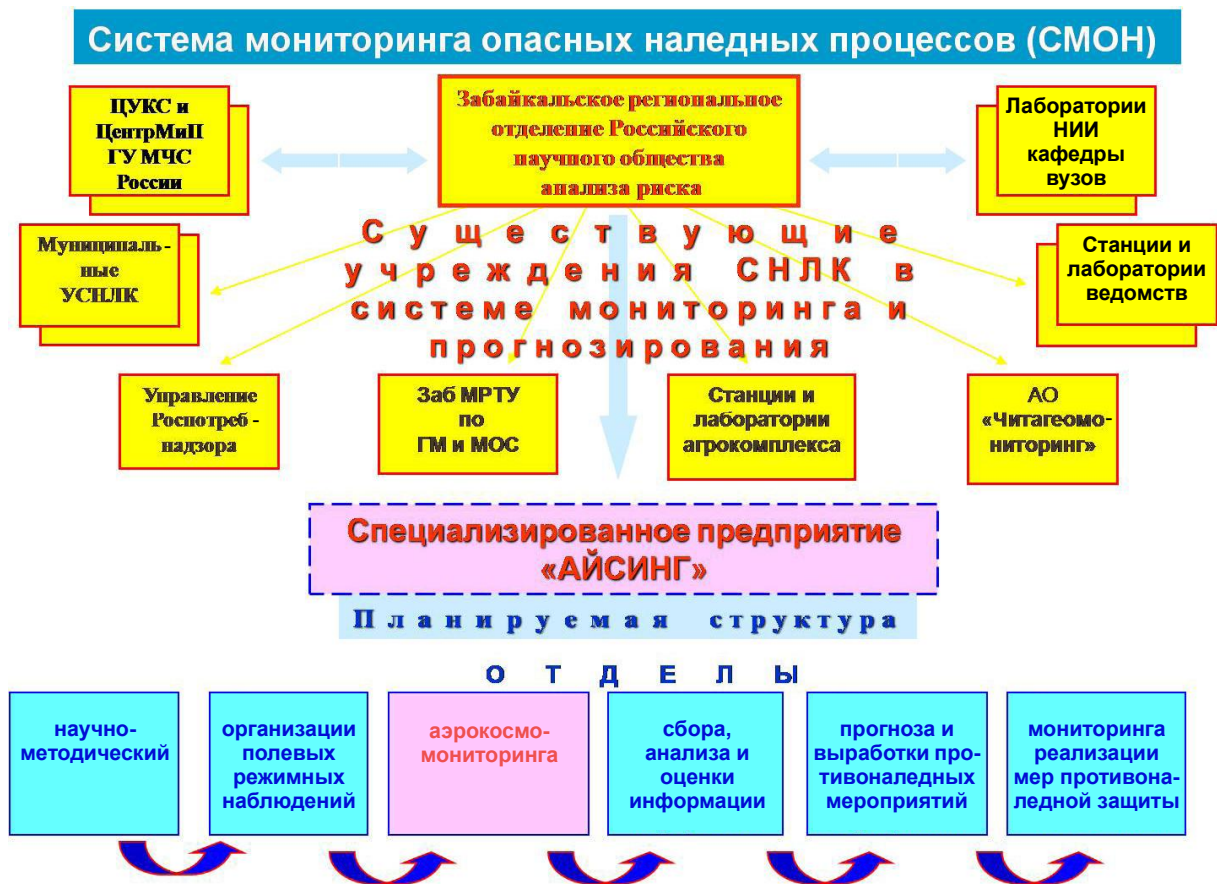 Система мониторинга опасных наледных процессов (СМОН)
ЦУКС и
ЦентрМиП
ГУ МЧС
России
Забайкальское региональное
отделение Российского
научного общества
анализа риска
Лаборатории
НИИ
кафедры
вузов
Муниципаль-
ные
УСНЛК
Существующие
учреждения СНЛК в
системе мониторинга и
прогнозирования
Станции и
лаборатории
ведомств
Управление
Роспотреб-
надзора
Заб МРТУ
по
ГМ и МОС
Станции и
лаборатории
агрокомплекса
АО
«Читагеомо-
ниторинг»
Специализированное предприятие
«АЙСИНГ»
Планируемая структура
ОТДЕЛЫ
научно-
методический
организации
полевых
режимных
наблюдений
аэрокосмо-
мониторинга
сбора,
анализа и
оценки
информации
прогноза и
выработки про-
тивоналедных
мероприятий
мониторинга
реализации
мер противона-
ледной защиты